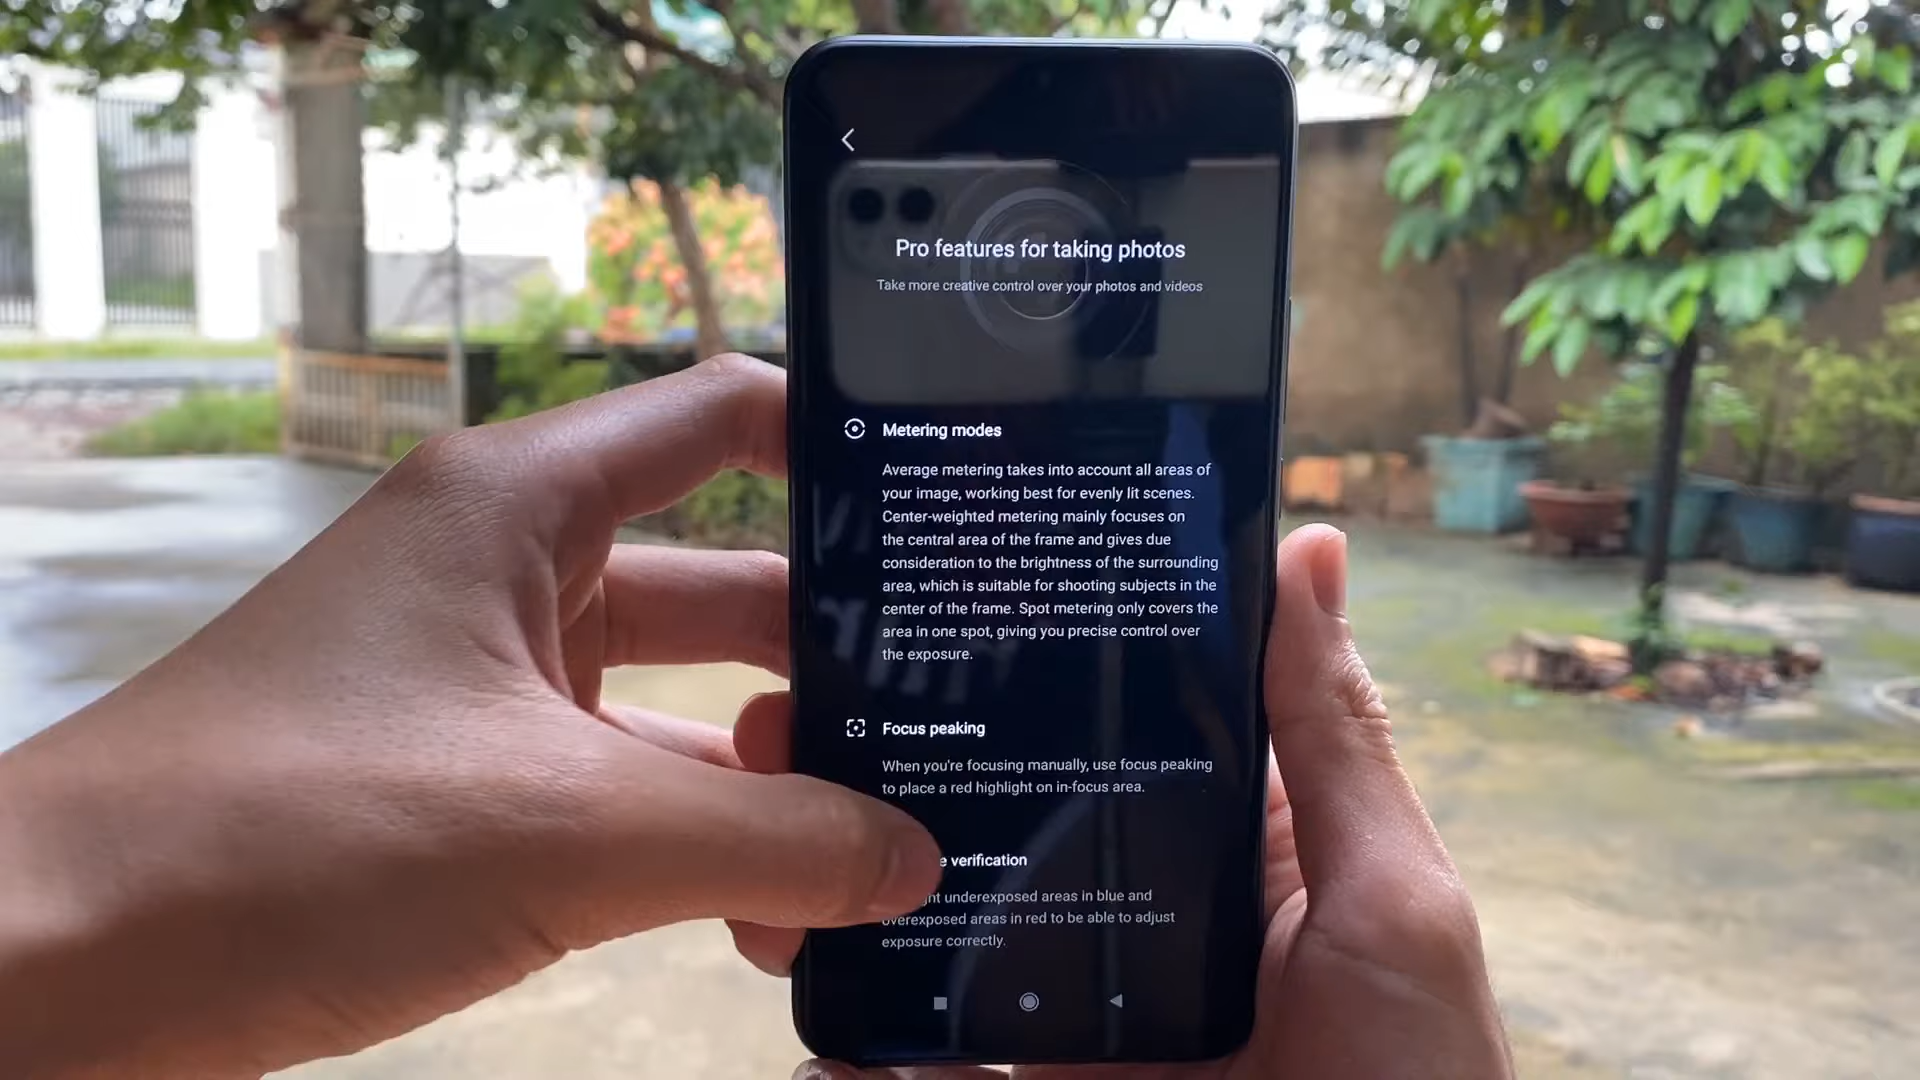 Pro features for taking photos
Take more creative control over your photos and videos
Metering modes
Average metering takes into account all areas of
your image, working best for evenly lit scenes.
Center-weighted metering mainly focuses on
the central area of the frame and gives due
consideration to the brightness of the surrounding
area, which is suitable for shooting subjects in the
center of the frame. Spot metering only covers the
area in one spot, giving you precise control over
the exposure.
Focus peaking
When you're focusing manually, use focus peaking
to place a red highlight on in-focus area.
verification
underexposed areas in blue and
overexposed areas in red to be able to adjust
exposure correctly.